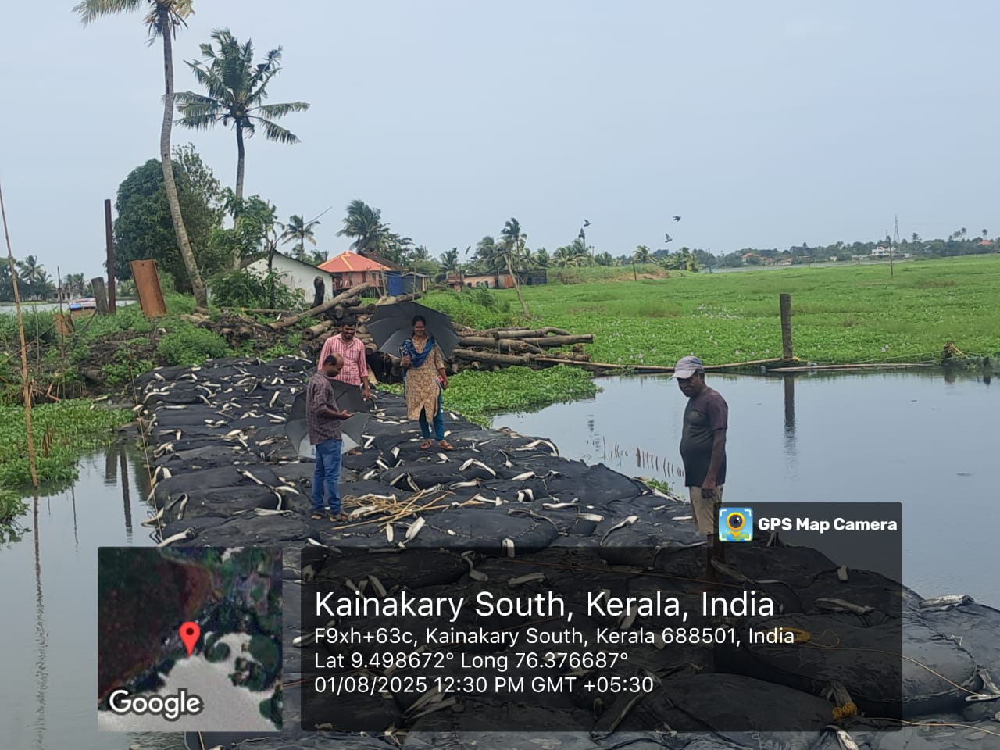 GPS Map Camera
Kainakary South, Kerala, India
F9xh+63c, Kainakary South, Kerala 688501, India
Lat 9.498672° Long 76.376687°
01/08/2025 12:30 PM GMT +05:30
Google